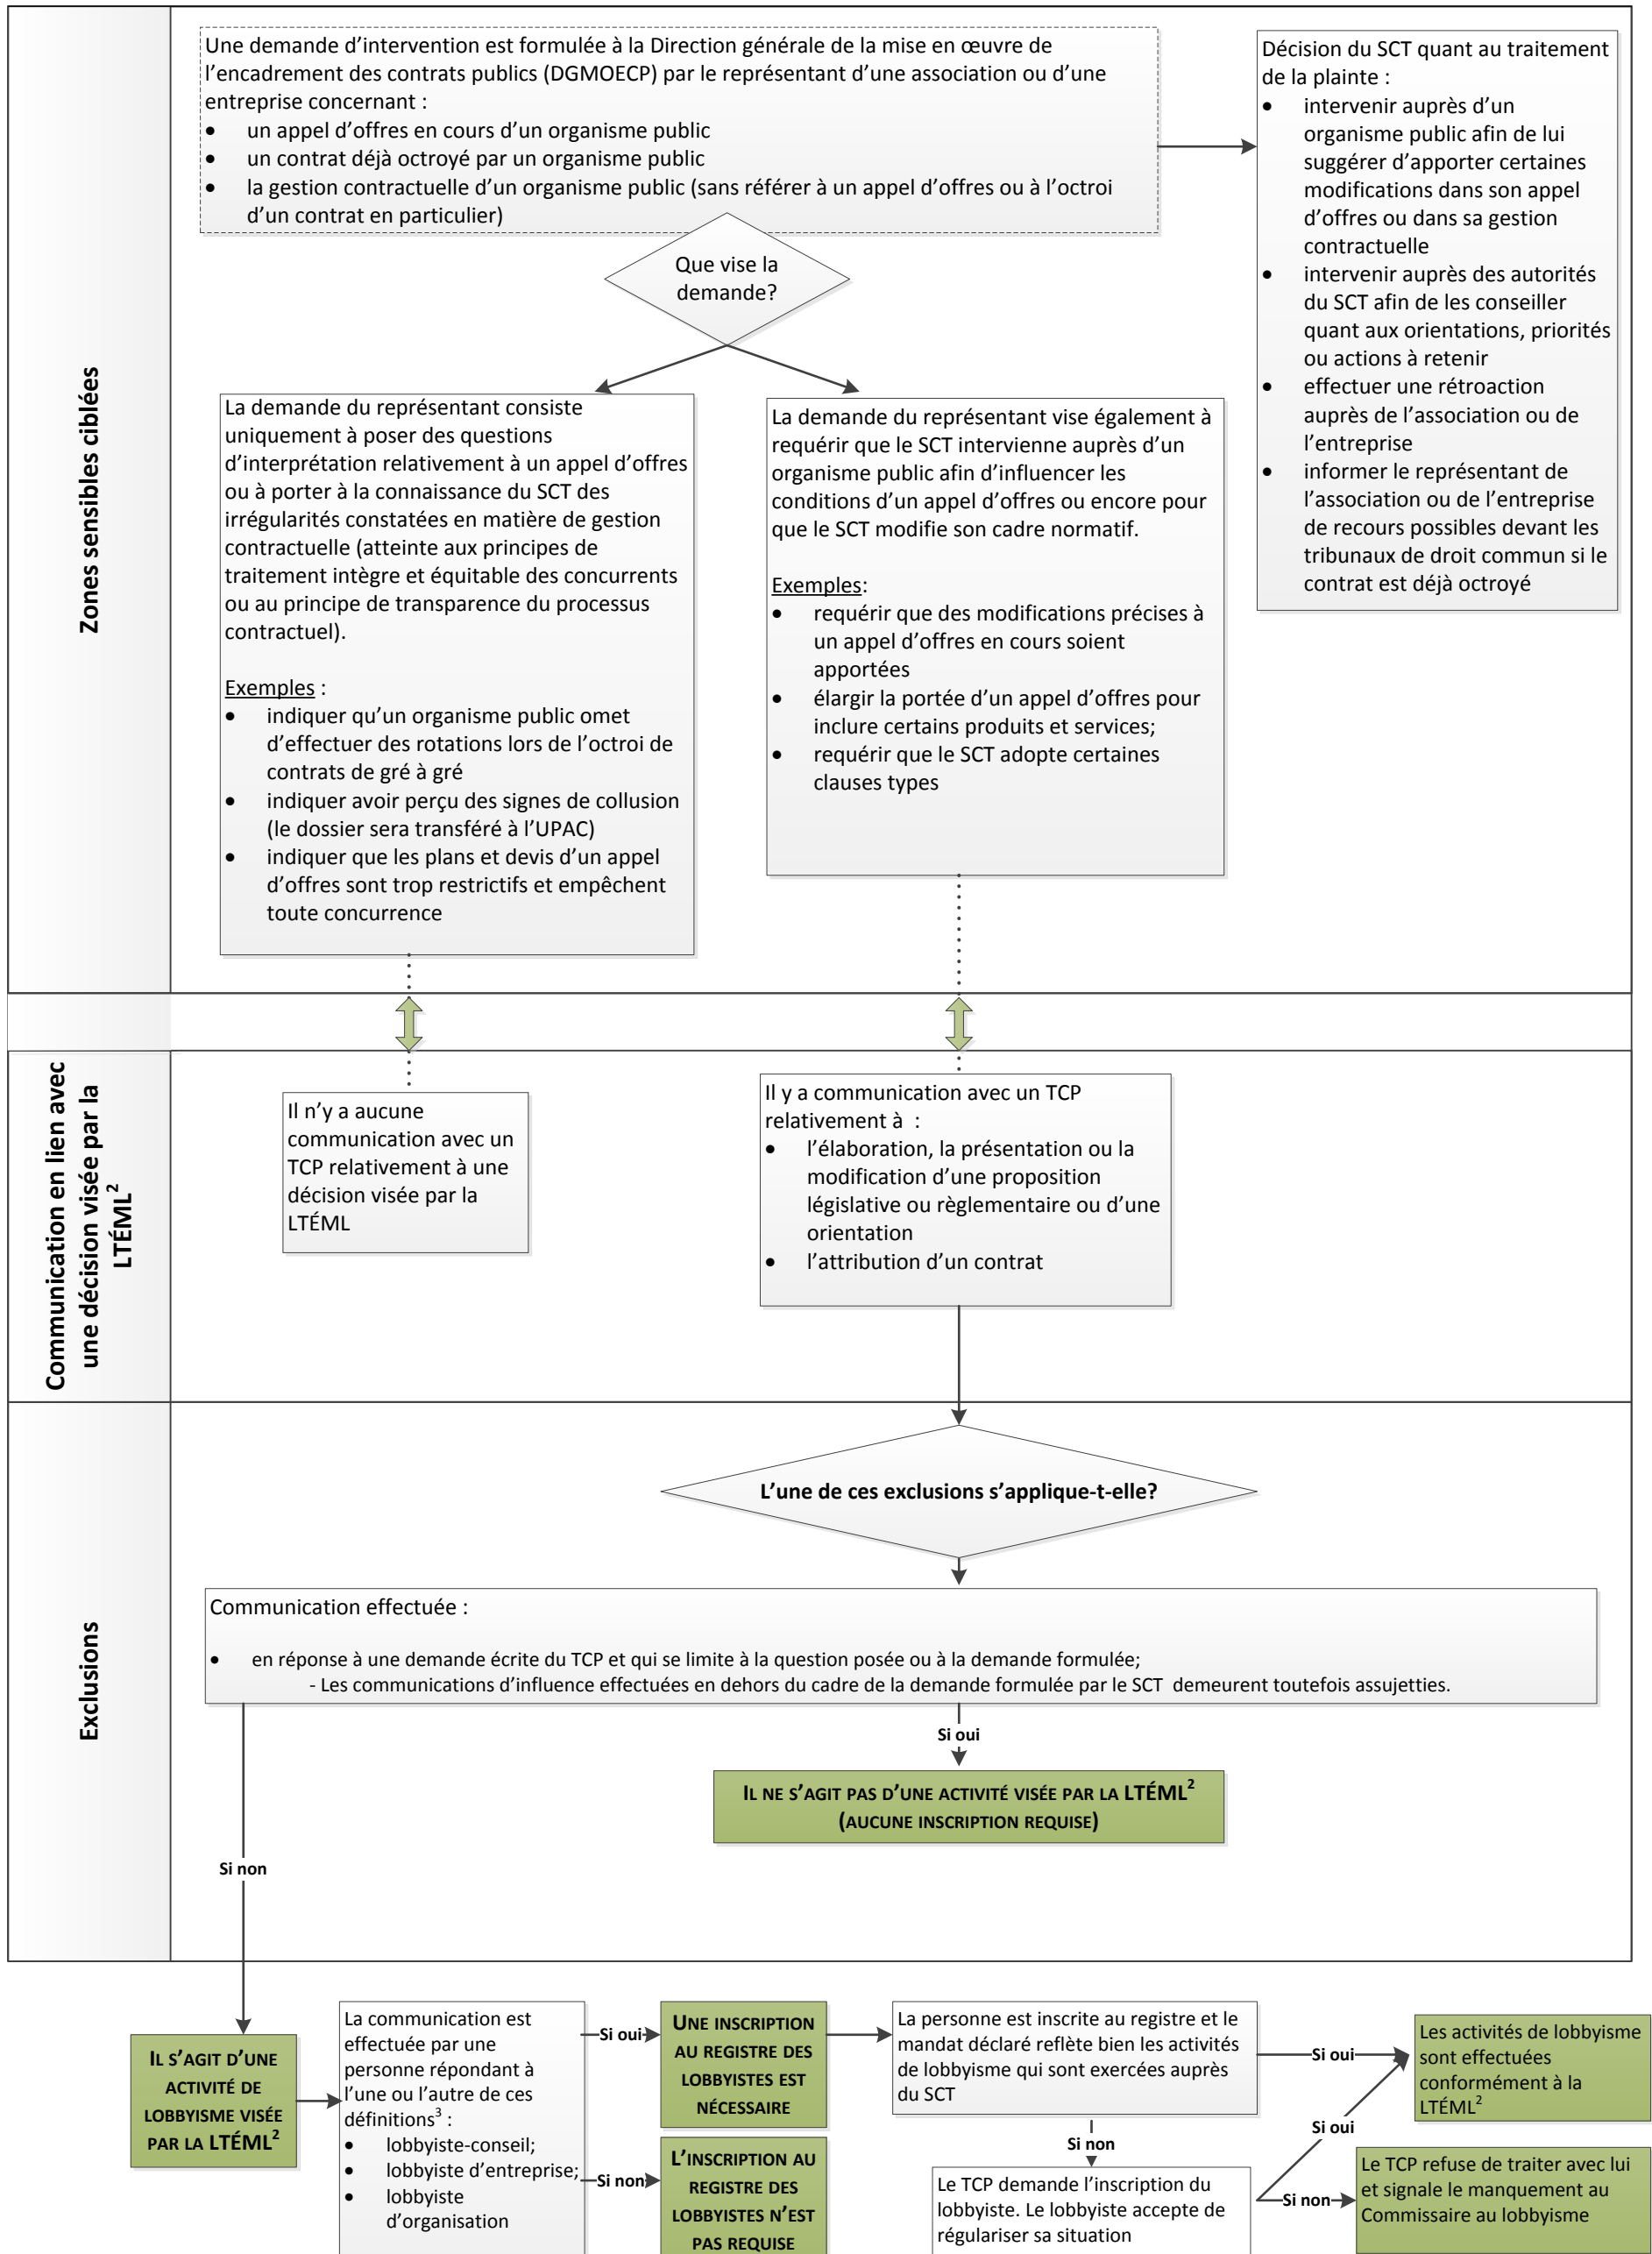 Zones sensibles ciblées
Une demande d’intervention est formulée à la Direction générale de la mise en œuvre de
l’encadrement des contrats publics (DGMOECP) par le représentant d’une association ou d’une
entreprise concernant :
• un appel d’offres en cours d’un organisme public
• un contrat déjà octroyé par un organisme public
• la gestion contractuelle d’un organisme public (sans référer à un appel d’offres ou à l’octroi
d’un contrat en particulier)
Décision du SCT quant au traitement
de la plainte :
• intervenir auprès d’un
organisme public afin de lui
suggérer d’apporter certaines
modifications dans son appel
d’offres ou dans sa gestion
contractuelle
• intervenir auprès des autorités
du SCT afin de les conseiller
quant aux orientations, priorités
ou actions à retenir
• effectuer une rétroaction
auprès de l’association ou de
l’entreprise
• informer le représentant de
l’association ou de l’entreprise
de recours possibles devant les
tribunaux de droit commun si le
contrat est déjà octroyé
Que vise la
demande?
La demande du représentant consiste
uniquement à poser des questions
d’interprétation relativement à un appel d’offres
ou à porter à la connaissance du SCT des
irrégularités constatées en matière de gestion
contractuelle (atteinte aux principes de
traitement intègre et équitable des concurrents
ou au principe de transparence du processus
contractuel).
Exemples :
• indiquer qu’un organisme public omet
d’effectuer des rotations lors de l’octroi de
contrats de gré à gré
• indiquer avoir perçu des signes de collusion
(le dossier sera transféré à l’UPAC)
• indiquer que les plans et devis d’un appel
d’offres sont trop restrictifs et empêchent
toute concurrence
La demande du représentant vise également à
requérir que le SCT intervienne auprès d’un
organisme public afin d’influencer les
conditions d’un appel d’offres ou encore pour
que le SCT modifie son cadre normatif.
Exemples:
• requérir que des modifications précises à
un appel d’offres en cours soient
apportées
• élargir la portée d’un appel d’offres pour
inclure certains produits et services;
• requérir que le SCT adopte certaines
clauses types
Communication en lien avec
une décision visée par la
LTÉML2
Il n’y a aucune
communication avec un
TCP relativement à une
décision visée par la
LTÉML
Il y a communication avec un TCP
relativement à :
• l’élaboration, la présentation ou la
modification d’une proposition
législative ou règlementaire ou d’une
orientation
• l’attribution d’un contrat
Exclusions
L’une de ces exclusions s’applique-t-elle?
Communication effectuée :
• en réponse à une demande écrite du TCP et qui se limite à la question posée ou à la demande formulée;
- Les communications d’influence effectuées en dehors du cadre de la demande formulée par le SCT demeurent toutefois assujetties.
Si oui
IL NE S’AGIT PAS D’UNE ACTIVITÉ VISÉE PAR LA LTÉML2
(AUCUNE INSCRIPTION REQUISE)
Si non
IL S’AGIT D’UNE
ACTIVITÉ DE
LOBBYISME VISÉE
PAR LA LTÉML2
La communication est
effectuée par une
personne répondant à
l’une ou l’autre de ces
définitions3 :
• lobbyiste-conseil;
• lobbyiste d’entreprise;
• lobbyiste
d’organisation
Si oui
UNE INSCRIPTION
AU REGISTRE DES
LOBBYISTES EST
NÉCESSAIRE
Si non
L’INSCRIPTION AU
REGISTRE DES
LOBBYISTES N’EST
PAS REQUISE
La personne est inscrite au registre et le
mandat déclaré reflète bien les activités
de lobbyisme qui sont exercées auprès
du SCT
Si oui
Les activités de lobbyisme
sont effectuées
conformément à la
LTÉML2
Si non
Le TCP demande l’inscription du
lobbyiste. Le lobbyiste accepte de
régulariser sa situation
Si oui
Si non
Le TCP refuse de traiter avec lui
et signale le manquement au
Commissaire au lobbyisme